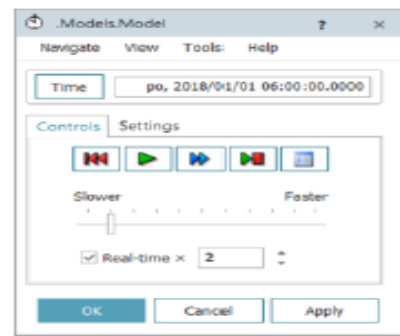 .Models.Model ? ×
Navigate View Tools Help
Time po, 2018/01/01 06:00:00.0000
Controls Settings
Slower Faster
Real-time × 2
OK Cancel Apply